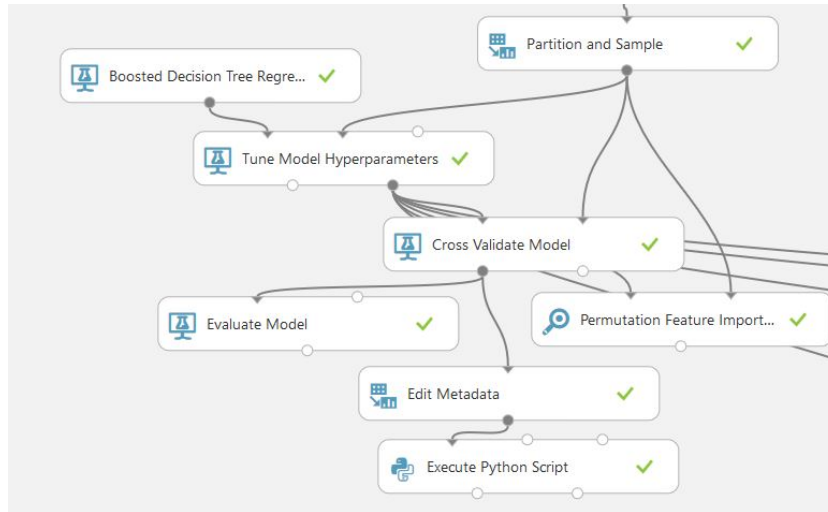 Partition and Sample
Boosted Decision Tree Regre...
Tune Model Hyperparameters
Cross Validate Model
Evaluate Model
Permutation Feature Import...
Edit Metadata
Execute Python Script